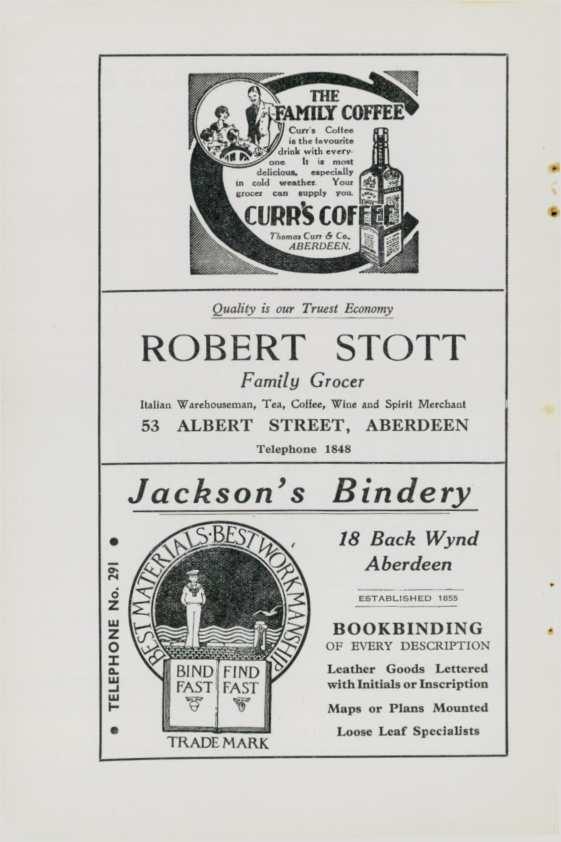 THE
FAMILY COFFEE
Curr's Coffee
is the favourite
drink with every-
one. It is most
delicious, especially
in cold weather. Your
grocer can supply you.
CURR'S COFFEE
Thomas Curr & Co.,
ABERDEEN.
Quality is our Truest Economy
ROBERT STOTT
Family Grocer
Italian Warehouseman, Tea, Coffee, Wine and Spirit Merchant
53 ALBERT STREET, ABERDEEN
Telephone 1848
Jackson's Bindery
TELEPHONE No. 291
BEST MATERIALS·BEST WORKMANSHIP
BIND
FAST
FIND
FAST
TRADE MARK
18 Back Wynd
Aberdeen
ESTABLISHED 1855
BOOKBINDING
OF EVERY DESCRIPTION
Leather Goods Lettered
with Initials or Inscription
Maps or Plans Mounted
Loose Leaf Specialists